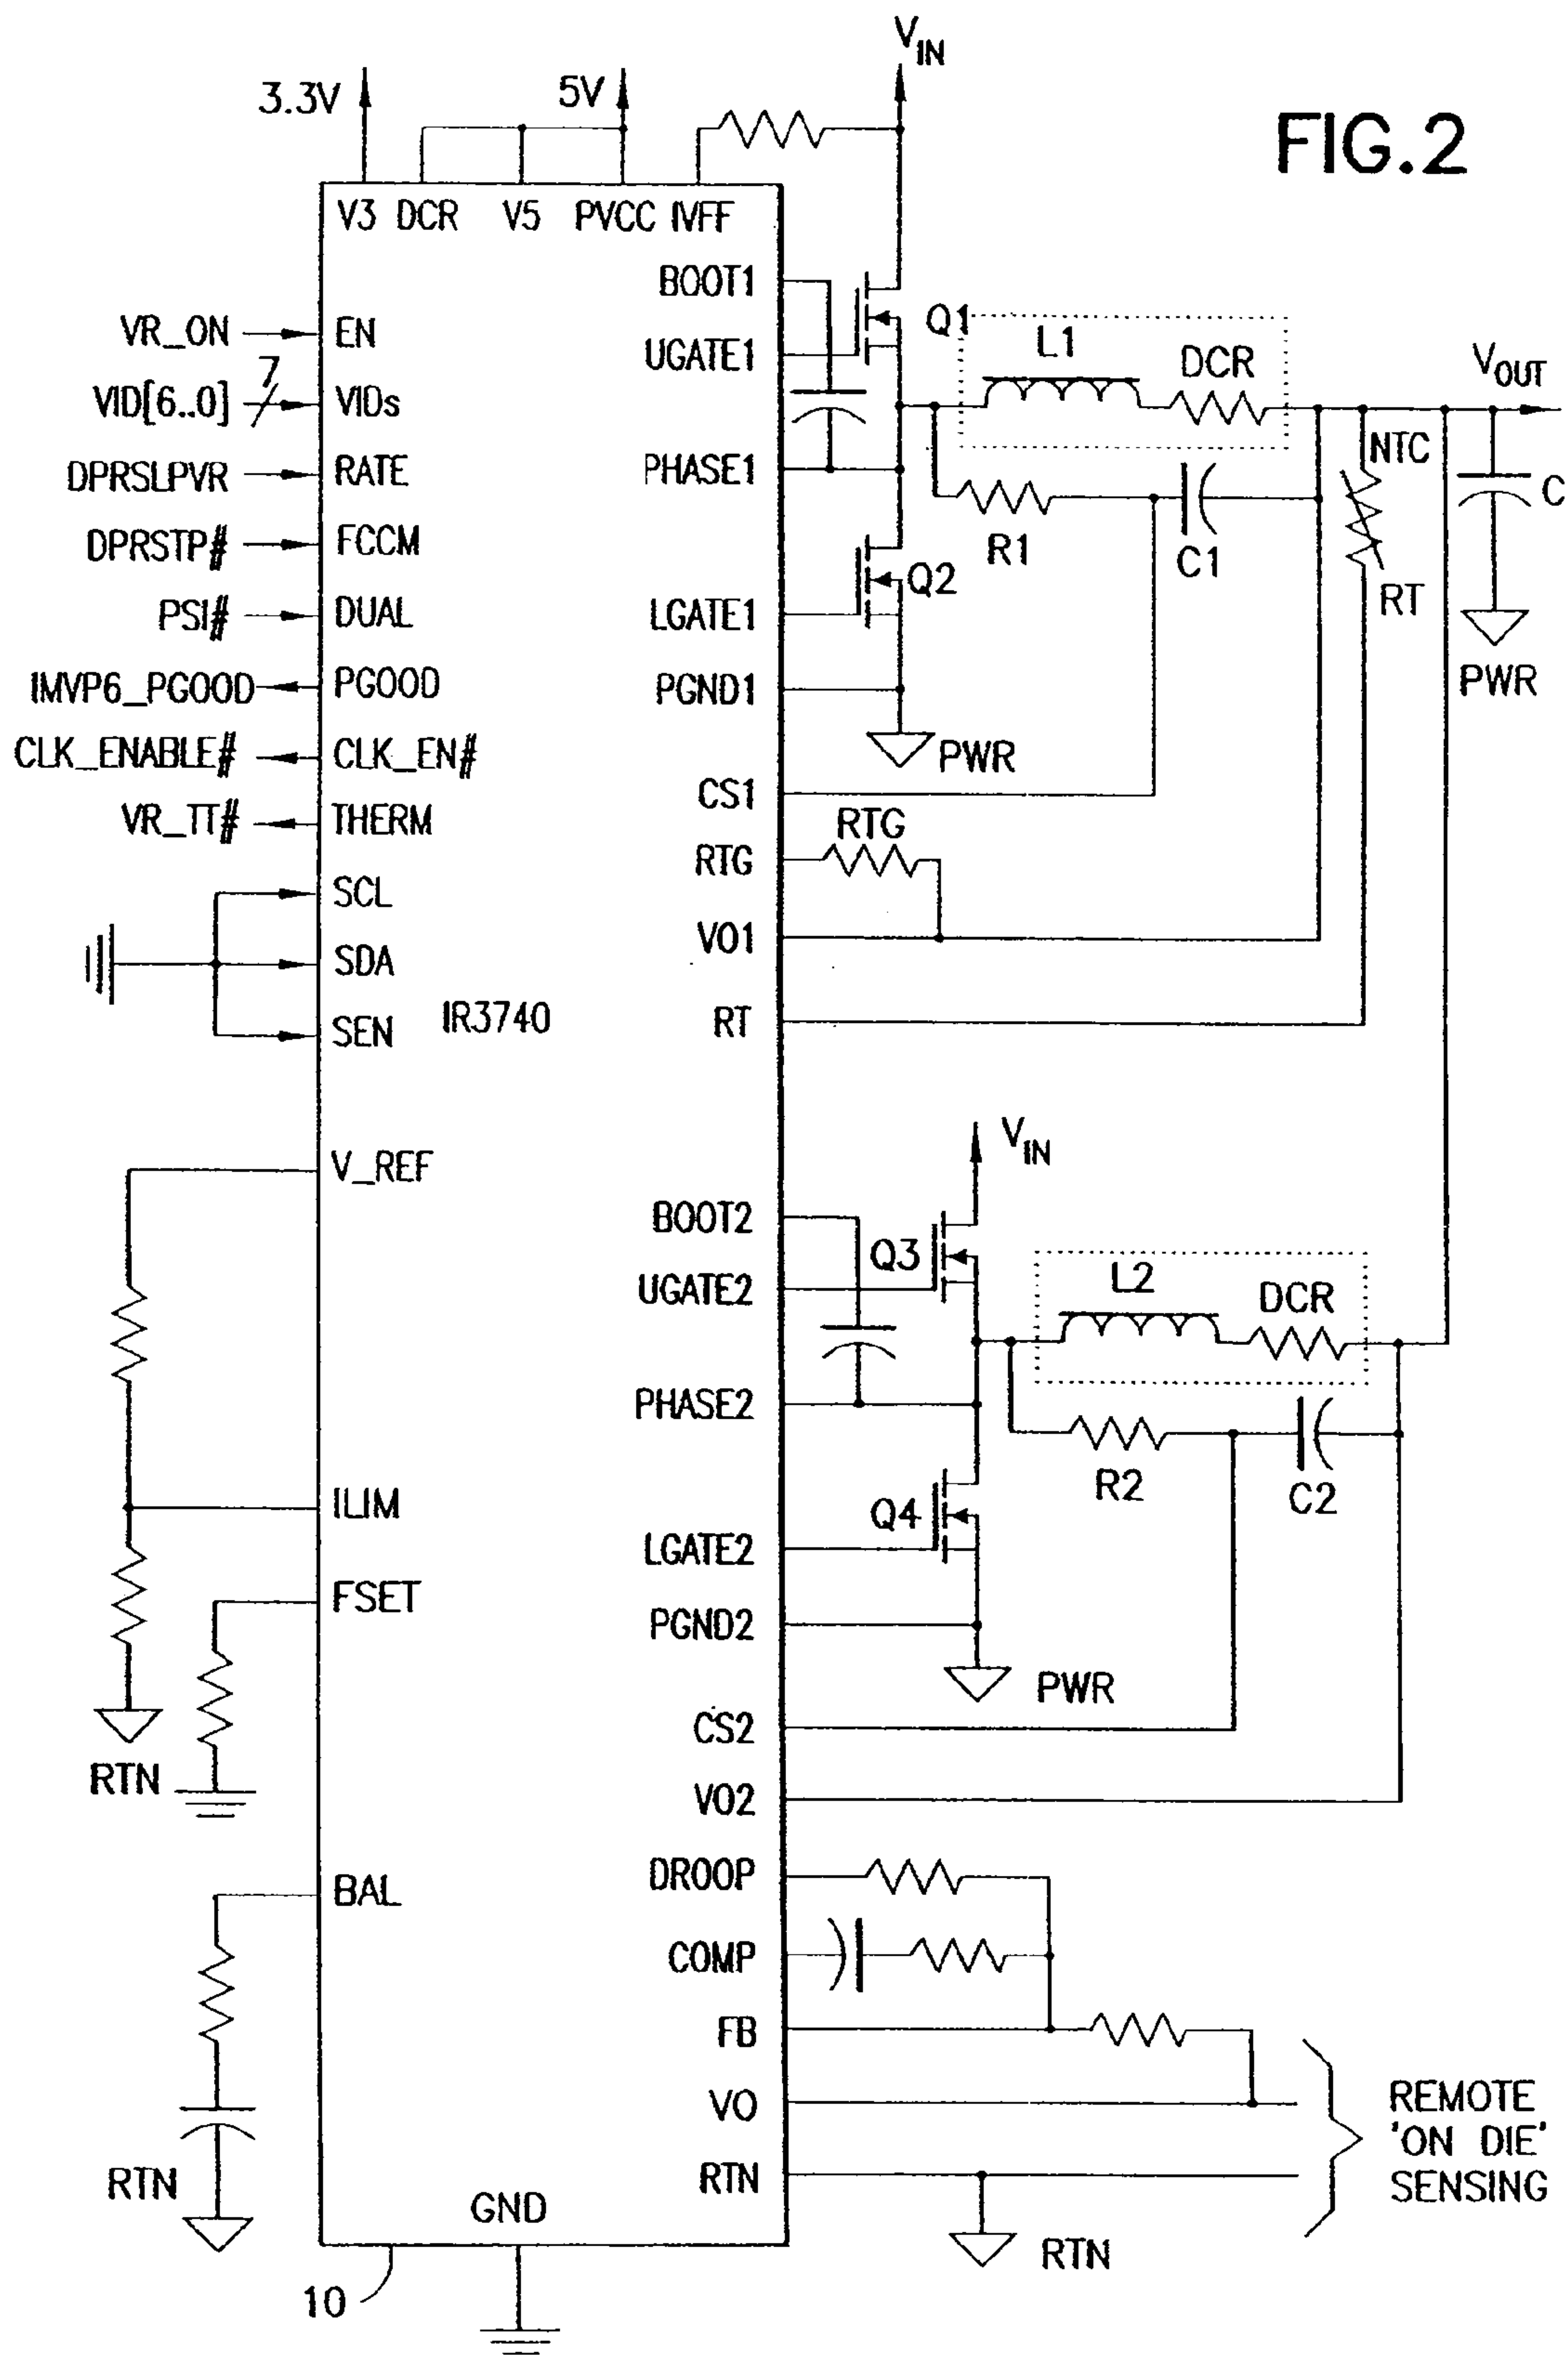 FIG.2
V_IN
3.3V
5V
V3 DCR V5 PVCC IVFF
BOOT1
UGATE1
PHASE1
LGATE1
PGND1
CS1
RTG
VO1
RT
VR_ON EN
VID[6..0] 7 VIDs
DPRSLPVR RATE
DPRSTP# FCCM
PSI# DUAL
IMVP6_PGOOD PGOOD
CLK_ENABLE# CLK_EN#
VR_TT# THERM
SCL
SDA
SEN
IR3740
Q1
L1
DCR
V_OUT
NTC
R1
C1
RT
C
PWR
Q2
PWR
RTG
V_REF
ILIM
FSET
RTN
BAL
RTN
V_IN
BOOT2
UGATE2
PHASE2
LGATE2
PGND2
CS2
VO2
DROOP
COMP
FB
VO
RTN
Q3
L2
DCR
R2
C2
Q4
PWR
REMOTE
'ON DIE'
SENSING
RTN
GND
10